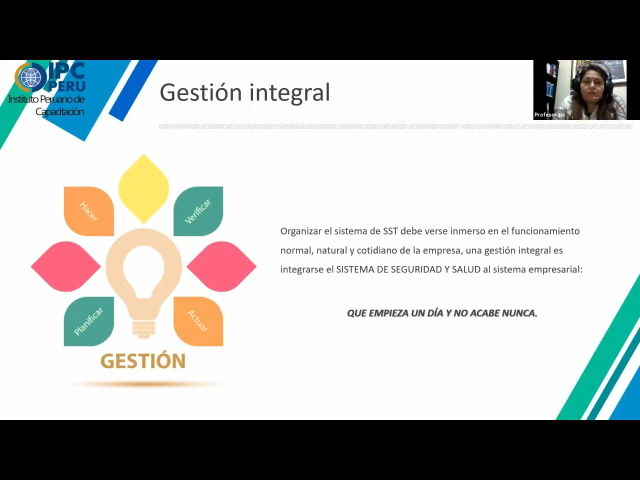 IPC
PERU
Instituto Peruano de
Capacitación
Gestión integral
Hacer
Verificar
Planificar
Actuar
GESTIÓN
Organizar el sistema de SST debe verse inmerso en el funcionamiento
normal, natural y cotidiano de la empresa, una gestión integral es
integrarse el SISTEMA DE SEGURIDAD Y SALUD al sistema empresarial:
QUE EMPIEZA UN DÍA Y NO ACABE NUNCA.